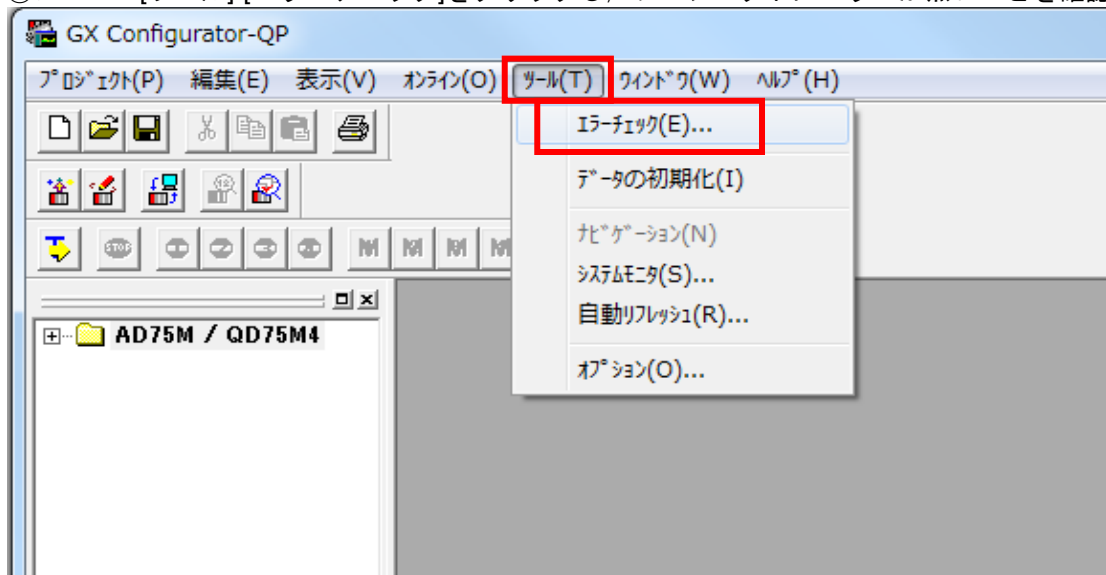 GX Configurator-QP
ﾌﾟﾛｼﾞｪｸﾄ(P) 編集(E) 表示(V) ｵﾝﾗｲﾝ(O) ﾂｰﾙ(T) ｳｨﾝﾄﾞｳ(W) ﾍﾙﾌﾟ(H)
ｴﾗｰﾁｪｯｸ(E)...
ﾃﾞｰﾀの初期化(I)
ﾅﾋﾞｹﾞｰｼｮﾝ(N)
ｼｽﾃﾑﾓﾆﾀ(S)...
自動ﾘﾌﾚｯｼｭ(R)...
ｵﾌﾟｼｮﾝ(O)...
STOP
AD75M / QD75M4